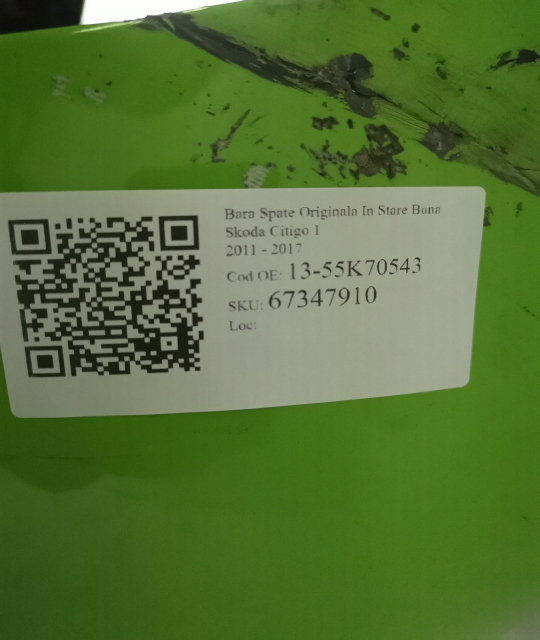 Bara Spate Originala In Stare Buna
Skoda Citigo 1
2011 - 2017
Cod OE: 13-55K70543
SKU: 67347910
Loc: